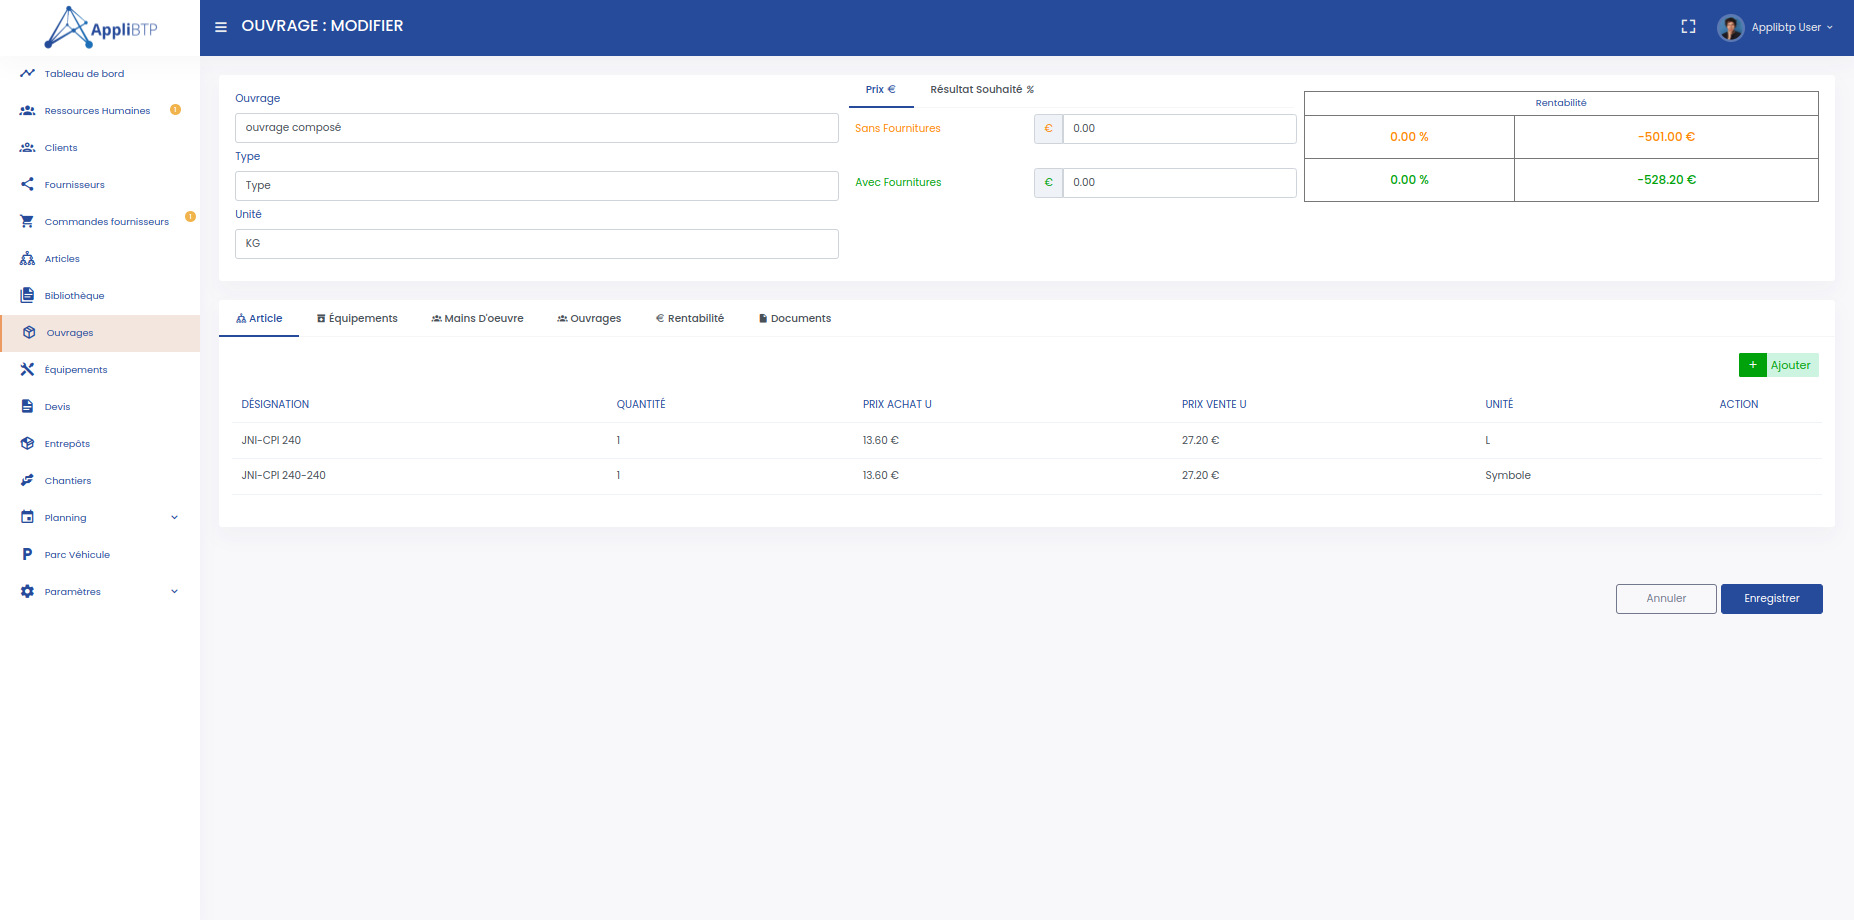 AppliBTP
OUVRAGE : MODIFIER
Applibtp User
Tableau de bord
Ressources Humaines 1
Clients
Fournisseurs
Commandes fournisseurs 1
Articles
Bibliothèque
Ouvrages
Équipements
Devis
Entrepôts
Chantiers
Planning
Parc Véhicule
Paramètres
Ouvrage
ouvrage composé
Type
Type
Unité
KG
Prix € Résultat Souhaité %
Sans Fournitures € 0.00
Avec Fournitures € 0.00
Rentabilité
0.00 % -501.00 €
0.00 % -528.20 €
Article Équipements Mains D'oeuvre Ouvrages € Rentabilité Documents
+ Ajouter
DÉSIGNATION QUANTITÉ PRIX ACHAT U PRIX VENTE U UNITÉ ACTION
JNI-CPI 240 1 13.60 € 27.20 € L
JNI-CPI 240-240 1 13.60 € 27.20 € Symbole
Annuler Enregistrer